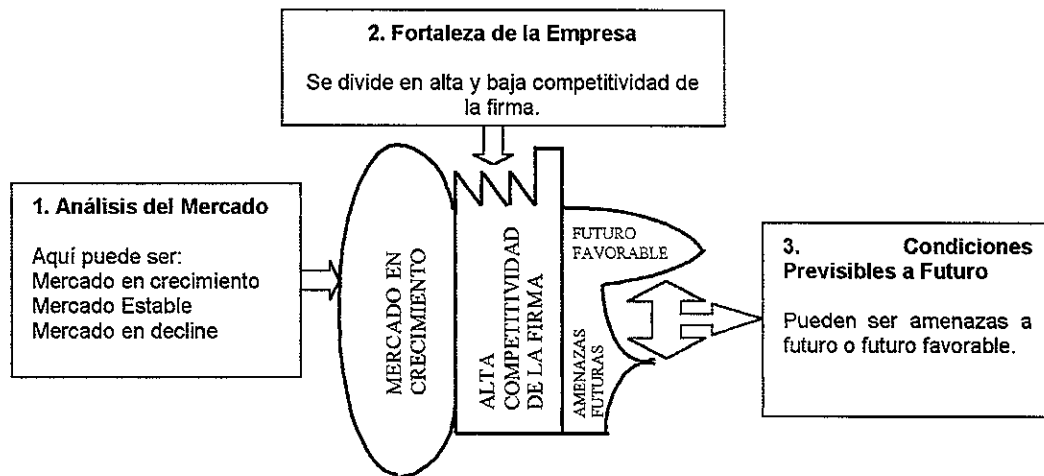 2. Fortaleza de la Empresa
Se divide en alta y baja competitividad de
la firma.
1. Análisis del Mercado
Aquí puede ser:
Mercado en crecimiento
Mercado Estable
Mercado en decline
MERCADO EN
CRECIMIENTO
ALTA
COMPETITIVIDAD
DE LA FIRMA
FUTURO
FAVORABLE
AMENAZAS
FUTURAS
3. Condiciones
Previsibles a Futuro
Pueden ser amenazas a
futuro o futuro favorable.